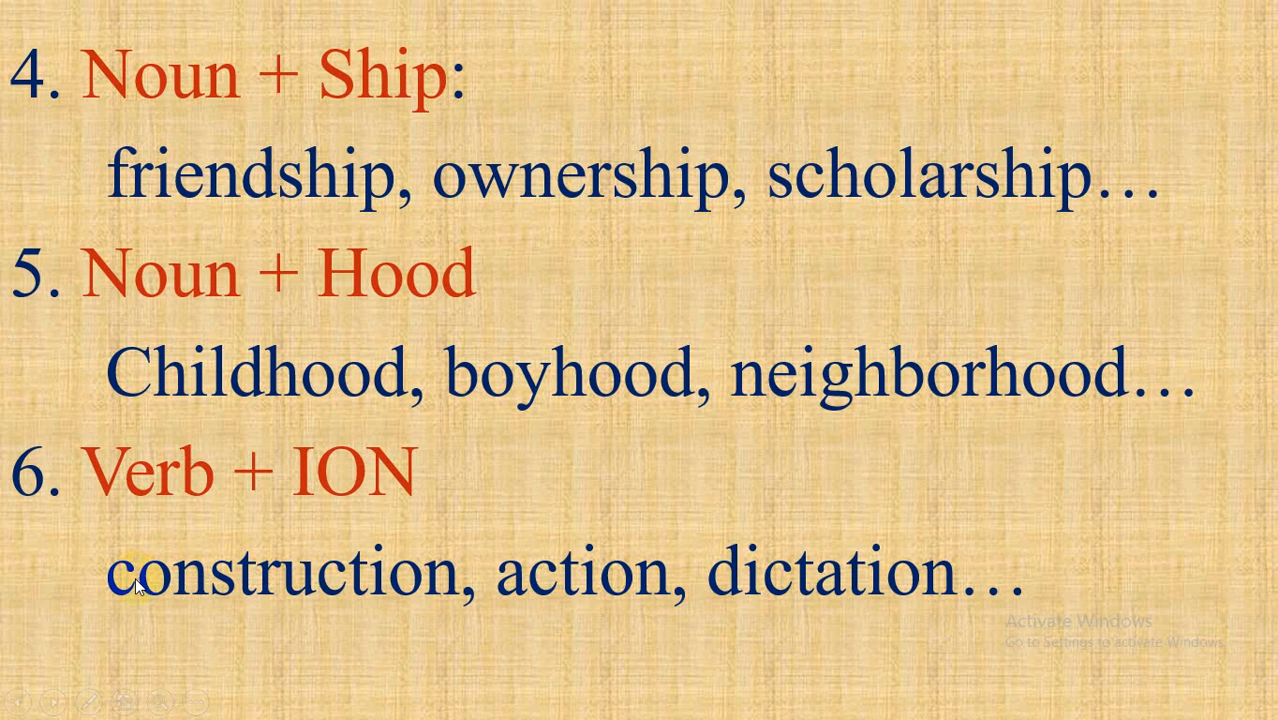 4. Noun + Ship:
friendship, ownership, scholarship…
5. Noun + Hood
Childhood, boyhood, neighborhood…
6. Verb + ION
construction, action, dictation…
Activate Windows
Go to Settings to activate Windows.